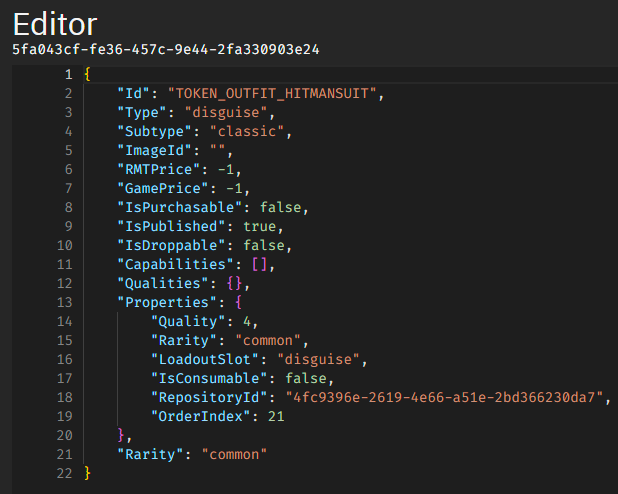 Editor
5fa043cf-fe36-457c-9e44-2fa330903e24
1 {
2 "Id": "TOKEN_OUTFIT_HITMANSUIT",
3 "Type": "disguise",
4 "Subtype": "classic",
5 "ImageId": "",
6 "RMTPrice": -1,
7 "GamePrice": -1,
8 "IsPurchasable": false,
9 "IsPublished": true,
10 "IsDroppable": false,
11 "Capabilities": [],
12 "Qualities": {},
13 "Properties": {
14 "Quality": 4,
15 "Rarity": "common",
16 "LoadoutSlot": "disguise",
17 "IsConsumable": false,
18 "RepositoryId": "4fc9396e-2619-4e66-a51e-2bd366230da7",
19 "OrderIndex": 21
20 },
21 "Rarity": "common"
22 }